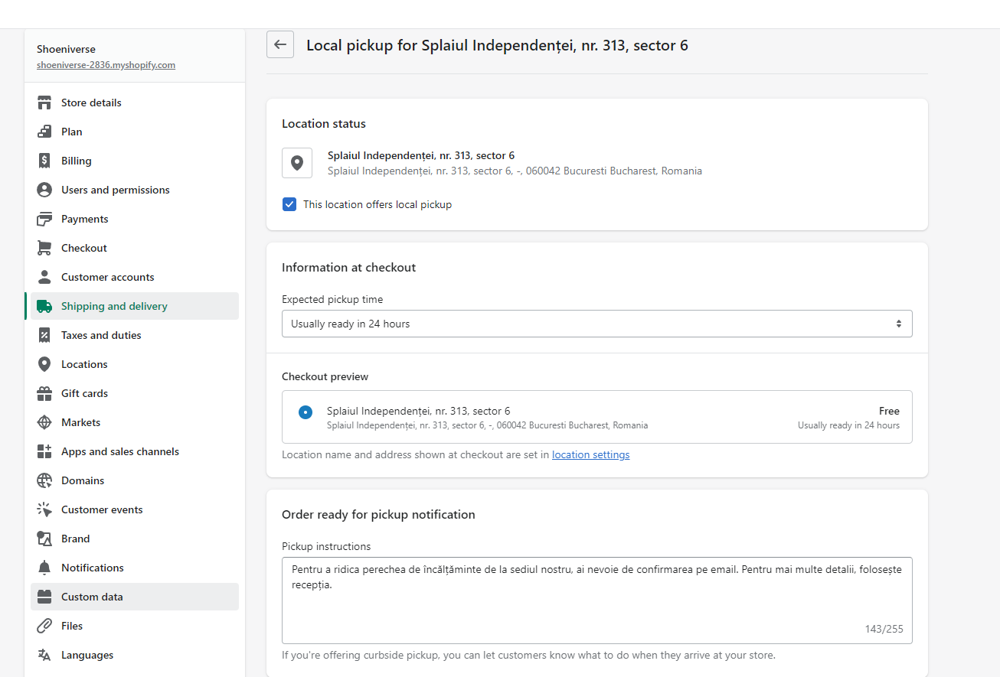 Shoeniverse
shoeniverse-2836.myshopify.com
Store details
Plan
Billing
Users and permissions
Payments
Checkout
Customer accounts
Shipping and delivery
Taxes and duties
Locations
Gift cards
Markets
Apps and sales channels
Domains
Customer events
Brand
Notifications
Custom data
Files
Languages
Local pickup for Splaiul Independenței, nr. 313, sector 6
Location status
Splaiul Independenței, nr. 313, sector 6
Splaiul Independenței, nr. 313, sector 6, -, 060042 Bucuresti Bucharest, Romania
This location offers local pickup
Information at checkout
Expected pickup time
Usually ready in 24 hours
Checkout preview
Splaiul Independenței, nr. 313, sector 6 Free
Splaiul Independenței, nr. 313, sector 6, -, 060042 Bucuresti Bucharest, Romania Usually ready in 24 hours
Location name and address shown at checkout are set in location settings
Order ready for pickup notification
Pickup instructions
Pentru a ridica perechea de încălțăminte de la sediul nostru, ai nevoie de confirmarea pe email. Pentru mai multe detalii, folosește
recepția.
143/255
If you're offering curbside pickup, you can let customers know what to do when they arrive at your store.